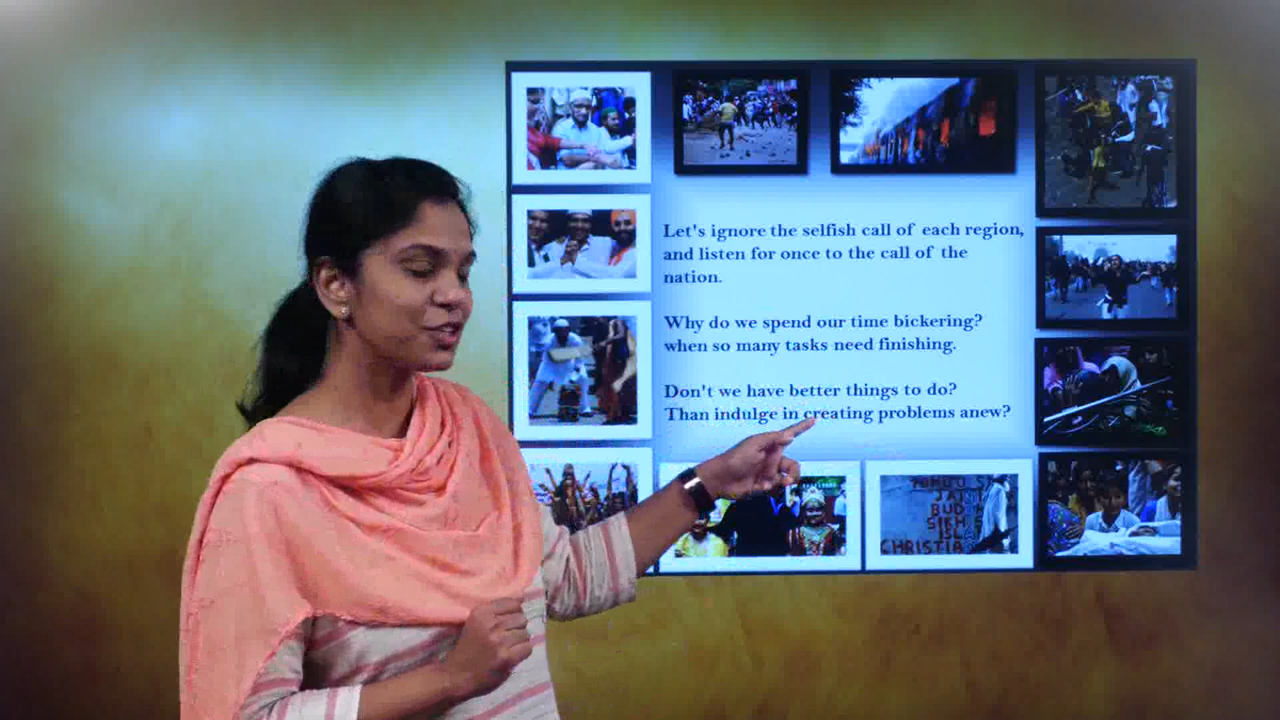 Let's ignore the selfish call of each region,
and listen for once to the call of the
nation.
Why do we spend our time bickering?
when so many tasks need finishing.
Don't we have better things to do?
Than indulge in creating problems anew?
JAI
BUD
SIKH
ISL
CHRISTIA